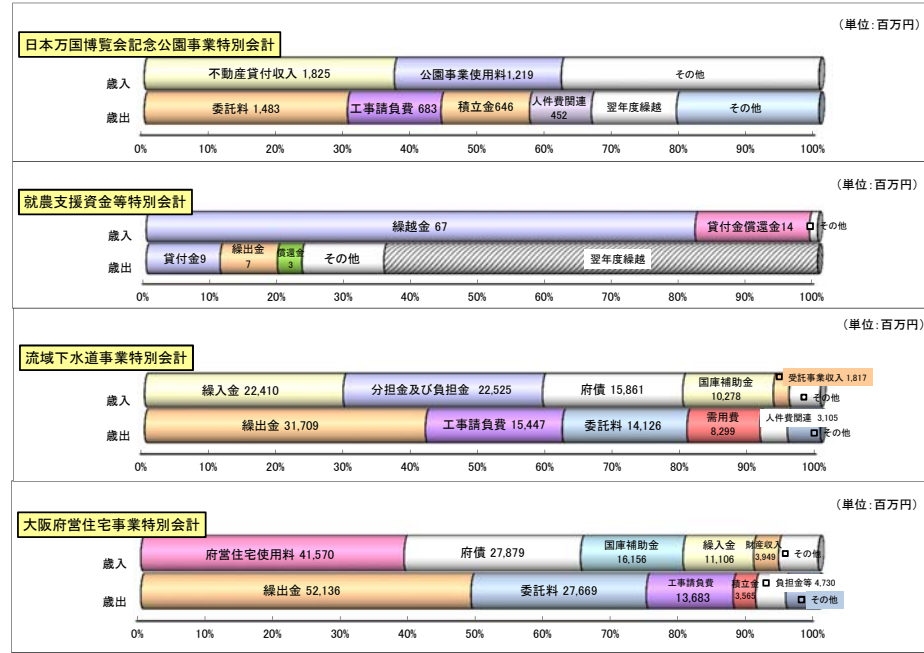 （単位：百万円）
日本万国博覧会記念公園事業特別会計
歳入
不動産貸付収入 1,825
公園事業使用料1,219
その他
歳出
委託料 1,483
工事請負費 683
積立金646
人件費関連
452
翌年度繰越
その他
0% 10% 20% 30% 40% 50% 60% 70% 80% 90% 100%
（単位：百万円）
就農支援資金等特別会計
歳入
繰越金 67
貸付金償還金14
その他
歳出
貸付金9
繰出金
7
償還金
3
その他
翌年度繰越
0% 10% 20% 30% 40% 50% 60% 70% 80% 90% 100%
（単位：百万円）
流域下水道事業特別会計
歳入
繰入金 22,410
分担金及び負担金 22,525
府債 15,861
国庫補助金
10,278
受託事業収入 1,817
その他
歳出
繰出金 31,709
工事請負費 15,447
委託料 14,126
需用費
8,299
人件費関連 3,105
その他
0% 10% 20% 30% 40% 50% 60% 70% 80% 90% 100%
（単位：百万円）
大阪府営住宅事業特別会計
歳入
府営住宅使用料 41,570
府債 27,879
国庫補助金
16,156
繰入金
11,106
財産収入
3,949
その他
歳出
繰出金 52,136
委託料 27,669
工事請負費
13,683
積立金
3,565
負担金等 4,730
その他
0% 10% 20% 30% 40% 50% 60% 70% 80% 90% 100%